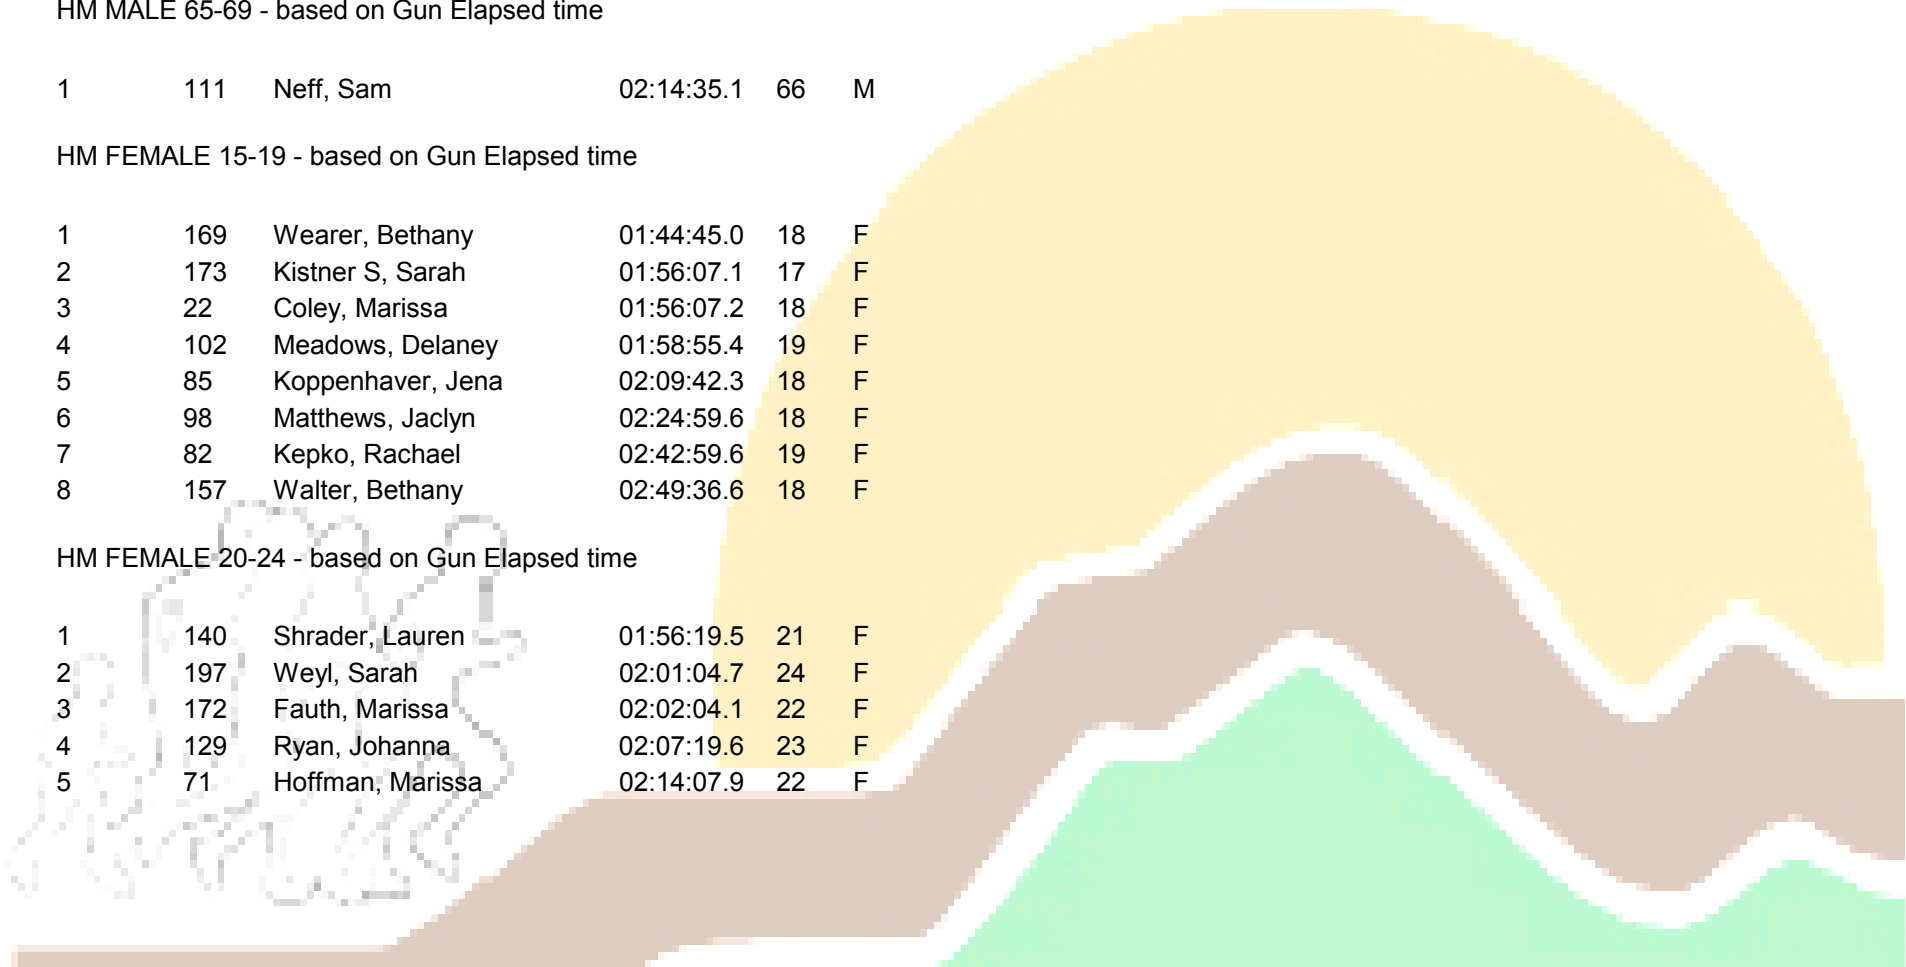 HM MALE 65-69 - based on Gun Elapsed time
1 111 Neff, Sam 02:14:35.1 66 M
HM FEMALE 15-19 - based on Gun Elapsed time
1 169 Wearer, Bethany 01:44:45.0 18 F
2 173 Kistner S, Sarah 01:56:07.1 17 F
3 22 Coley, Marissa 01:56:07.2 18 F
4 102 Meadows, Delaney 01:58:55.4 19 F
5 85 Koppenhaver, Jena 02:09:42.3 18 F
6 98 Matthews, Jaclyn 02:24:59.6 18 F
7 82 Kepko, Rachael 02:42:59.6 19 F
8 157 Walter, Bethany 02:49:36.6 18 F
HM FEMALE 20-24 - based on Gun Elapsed time
1 140 Shrader, Lauren 01:56:19.5 21 F
2 197 Weyl, Sarah 02:01:04.7 24 F
3 172 Fauth, Marissa 02:02:04.1 22 F
4 129 Ryan, Johanna 02:07:19.6 23 F
5 71 Hoffman, Marissa 02:14:07.9 22 F